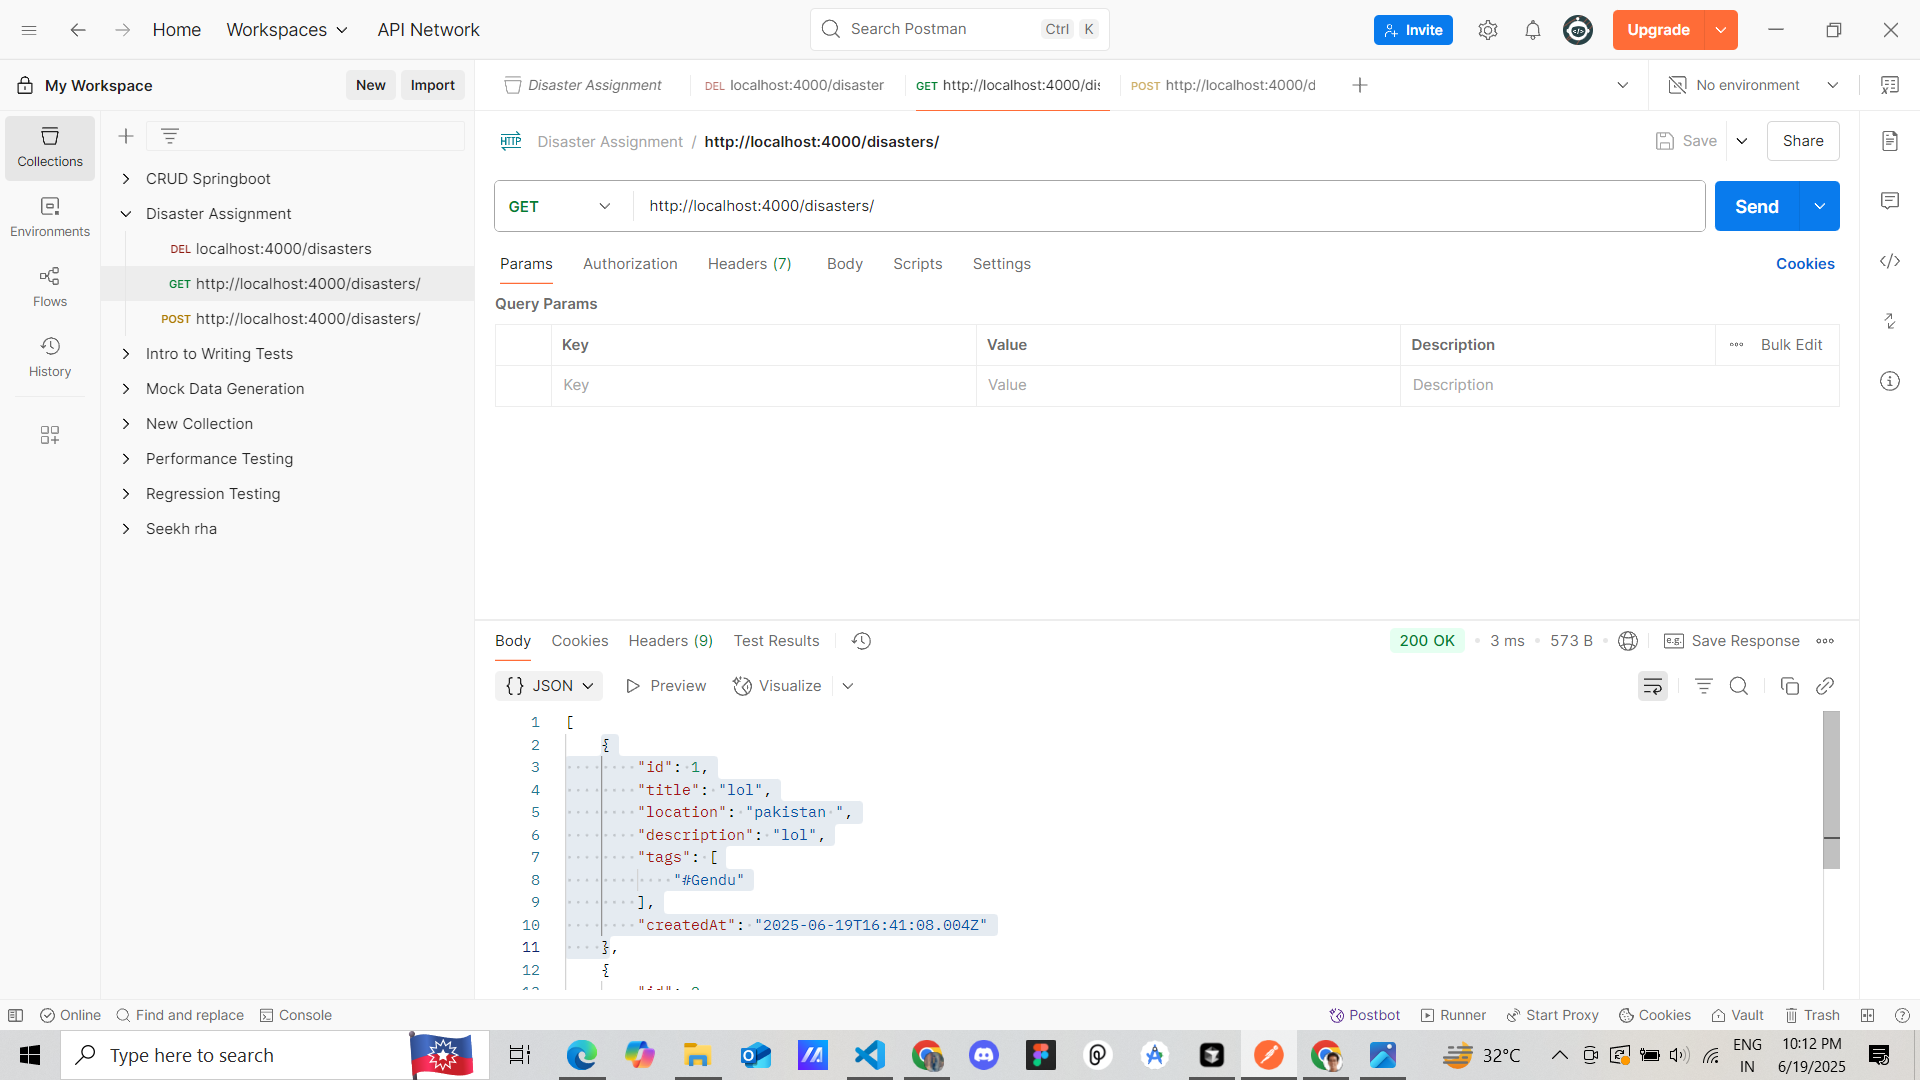 Home Workspaces API Network Search Postman Ctrl K Invite Upgrade
My Workspace New Import Disaster Assignment DEL localhost:4000/disaster GET http://localhost:4000/dis POST http://localhost:4000/d No environment
Collections
Environments
Flows
History
CRUD Springboot
Disaster Assignment
DEL localhost:4000/disasters
GET http://localhost:4000/disasters/
POST http://localhost:4000/disasters/
Intro to Writing Tests
Mock Data Generation
New Collection
Performance Testing
Regression Testing
Seekh rha
HTTP Disaster Assignment / http://localhost:4000/disasters/ Save Share
GET http://localhost:4000/disasters/ Send
Params Authorization Headers (7) Body Scripts Settings Cookies
Query Params
Key Value Description Bulk Edit
Key Value Description
Body Cookies Headers (9) Test Results 200 OK 3 ms 573 B e.g. Save Response
{} JSON Preview Visualize
1 [
2 {
3 "id": 1,
4 "title": "lol",
5 "location": "pakistan ",
6 "description": "lol",
7 "tags": [
8 "#Gendu"
9 ],
10 "createdAt": "2025-06-19T16:41:08.004Z"
11 },
12 {
Online Find and replace Console Postbot Runner Start Proxy Cookies Vault Trash
Type here to search 32°C ENG IN 10:12 PM 6/19/2025